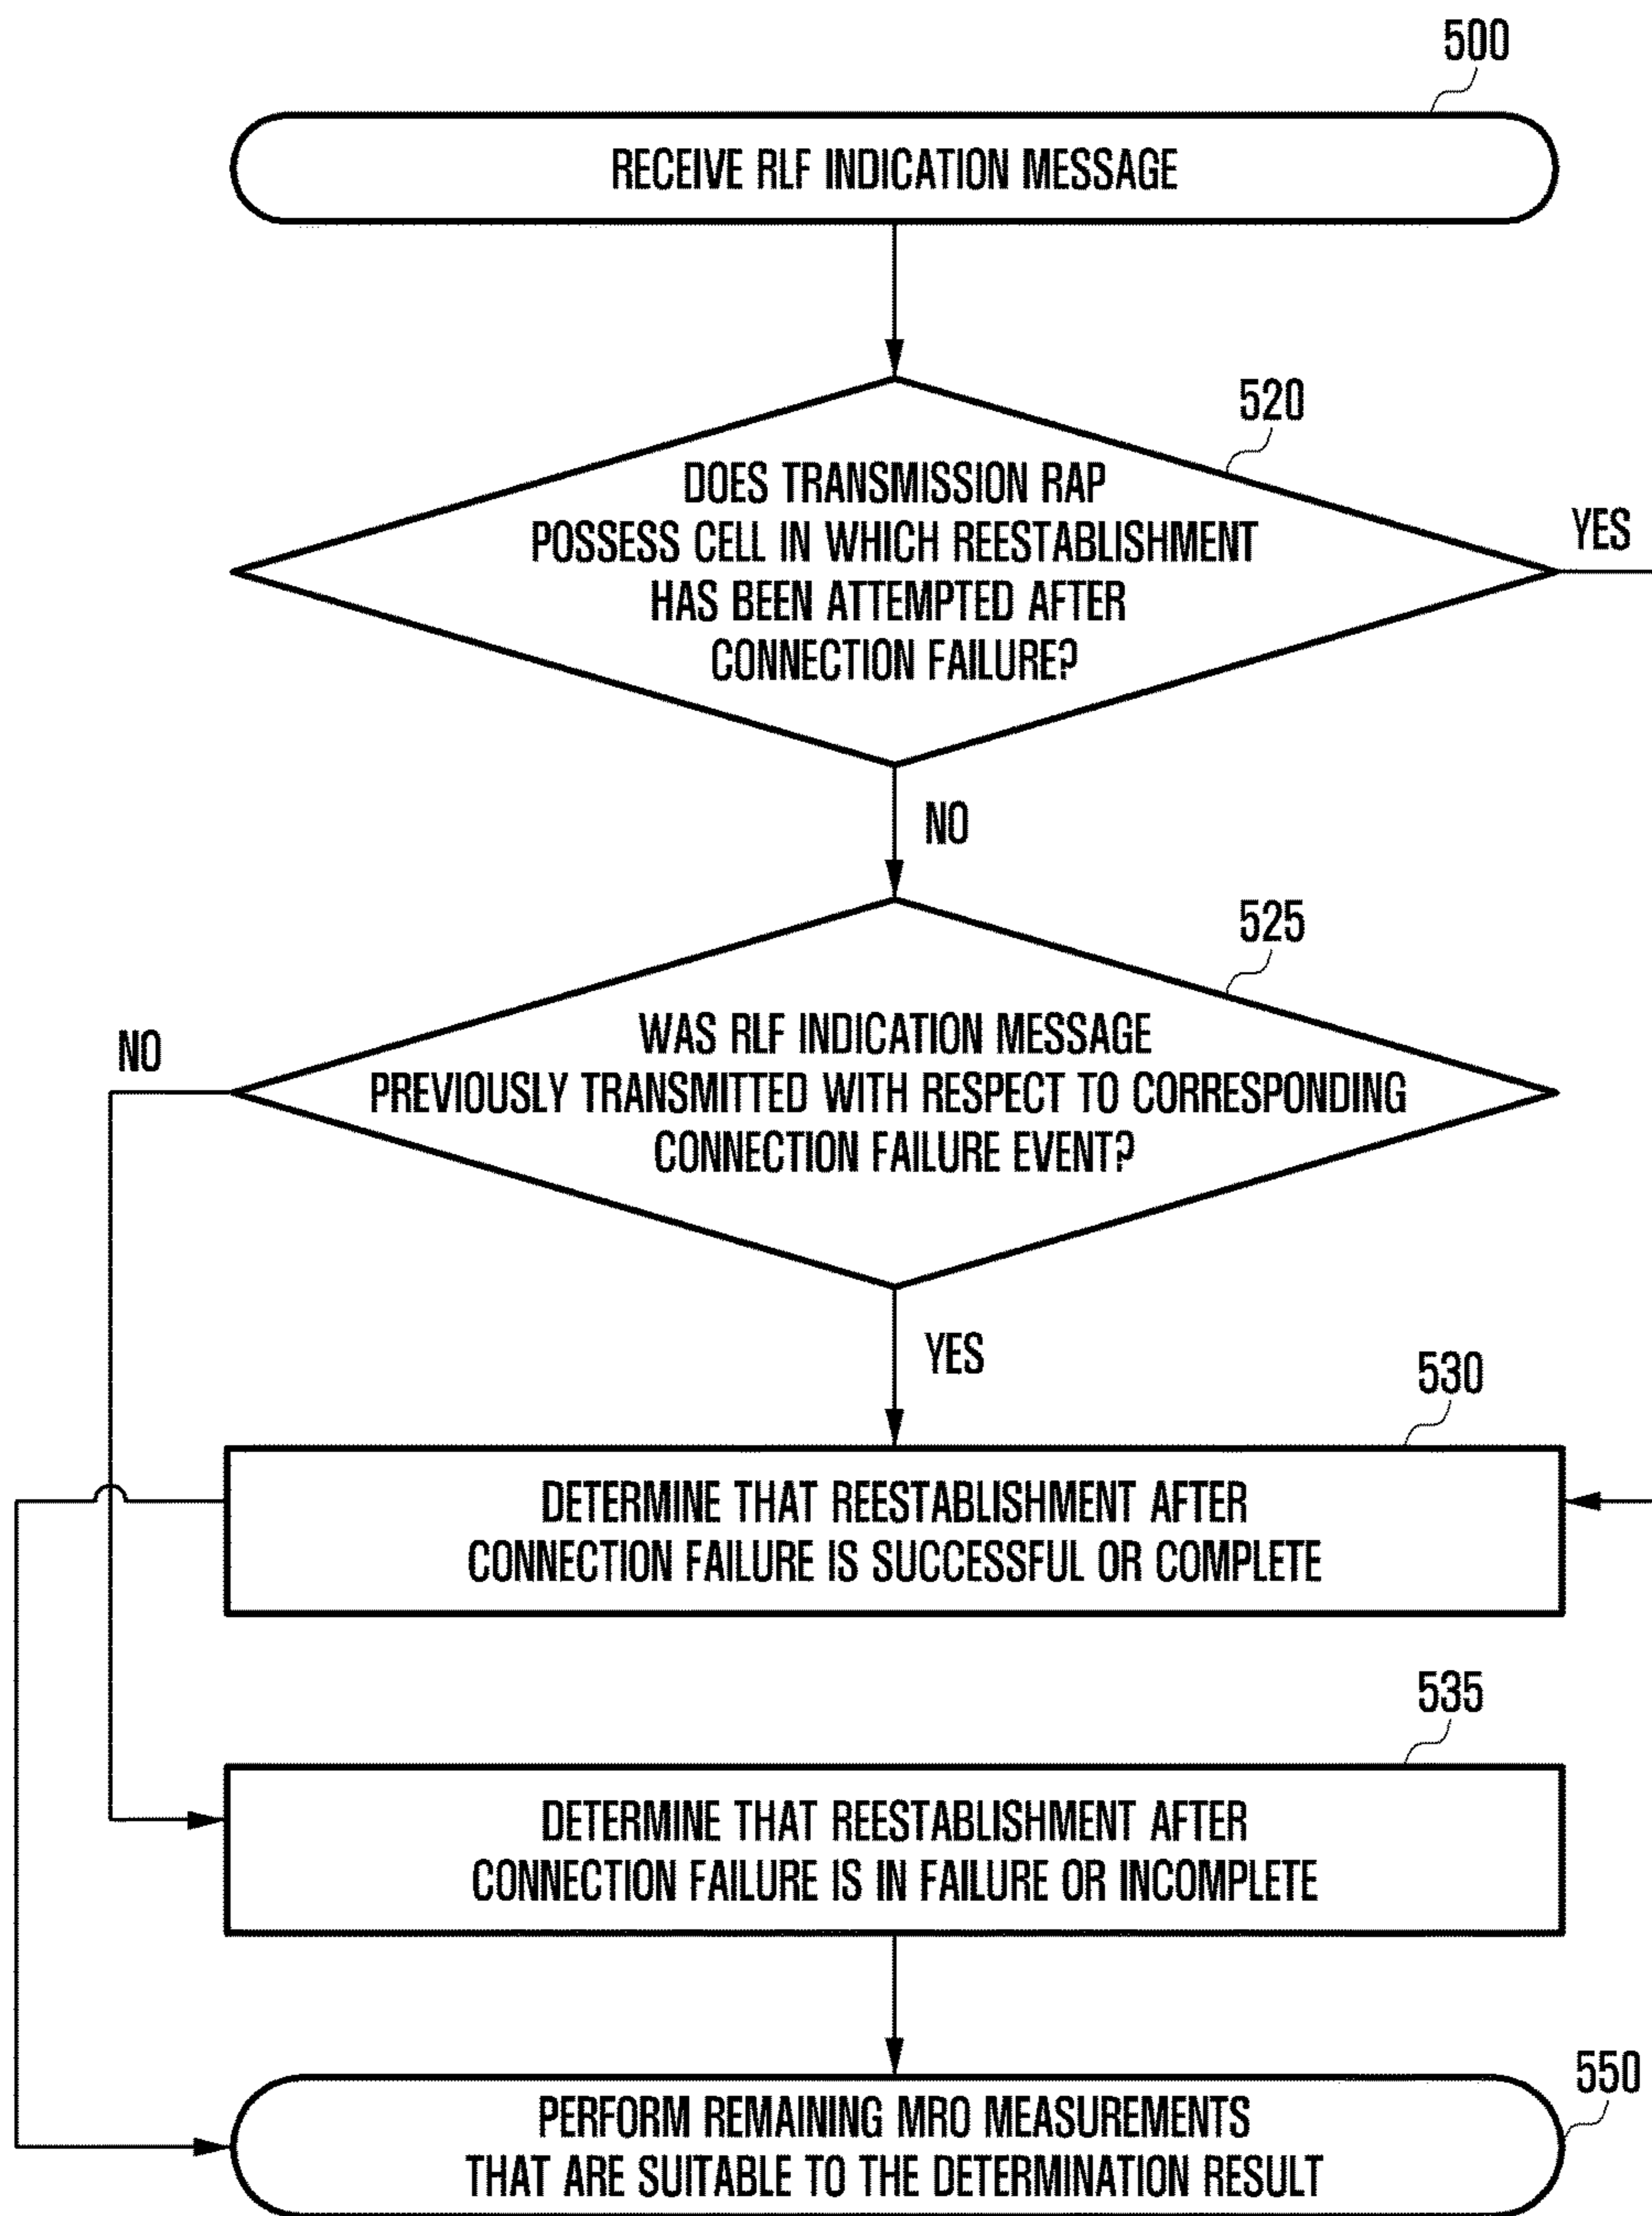 500
RECEIVE RLF INDICATION MESSAGE
520
DOES TRANSMISSION RAP
POSSESS CELL IN WHICH REESTABLISHMENT
HAS BEEN ATTEMPTED AFTER
CONNECTION FAILURE?
YES
NO
525
WAS RLF INDICATION MESSAGE
PREVIOUSLY TRANSMITTED WITH RESPECT TO CORRESPONDING
CONNECTION FAILURE EVENT?
NO
YES
530
DETERMINE THAT REESTABLISHMENT AFTER
CONNECTION FAILURE IS SUCCESSFUL OR COMPLETE
535
DETERMINE THAT REESTABLISHMENT AFTER
CONNECTION FAILURE IS IN FAILURE OR INCOMPLETE
550
PERFORM REMAINING MRO MEASUREMENTS
THAT ARE SUITABLE TO THE DETERMINATION RESULT